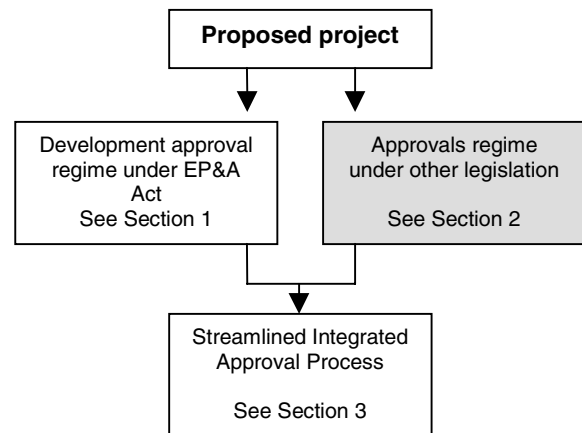 Proposed project
Development approval
regime under EP&A
Act
See Section 1
Approvals regime
under other legislation
See Section 2
Streamlined Integrated
Approval Process
See Section 3